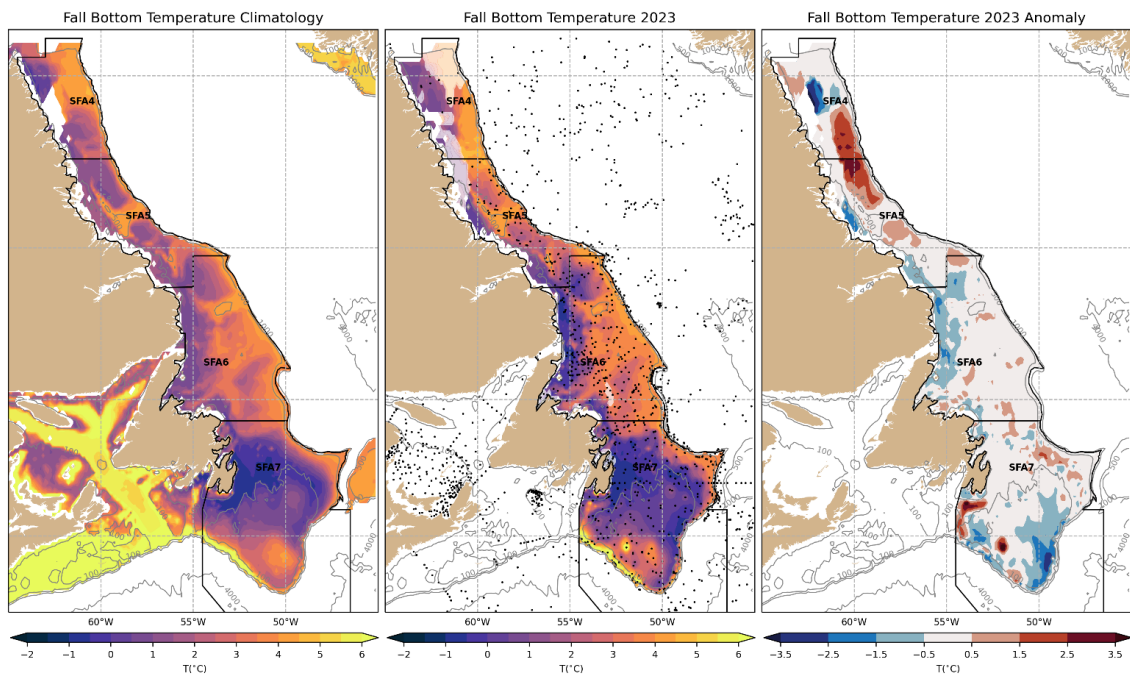 Fall Bottom Temperature Climatology
SFA4
SFA5
SFA6
SFA7
100
4000
60°W 55°W 50°W
−2 −1 0 1 2 3 4 5 6
T(°C)
Fall Bottom Temperature 2023
SFA4
SFA5
SFA6
SFA7
100
4000
60°W 55°W 50°W
−2 −1 0 1 2 3 4 5 6
T(°C)
Fall Bottom Temperature 2023 Anomaly
SFA4
SFA5
SFA6
SFA7
100
4000
60°W 55°W 50°W
−3.5 −2.5 −1.5 −0.5 0.5 1.5 2.5 3.5
T(°C)